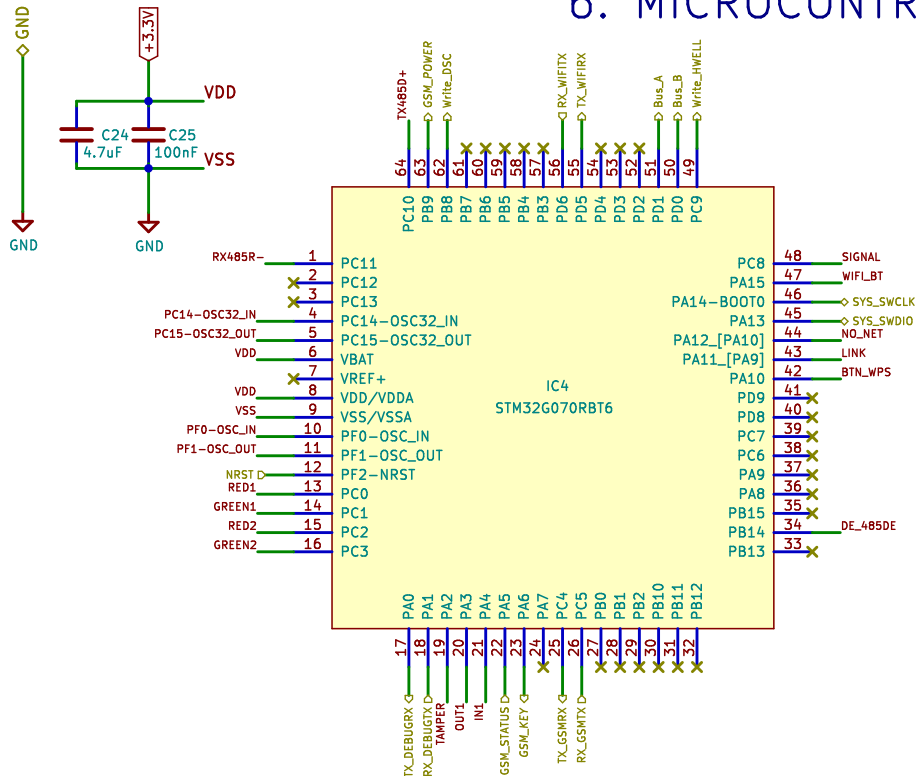 6. MICROCONTR
GND
+3.3V
VDD
C24
4.7uF
C25
100nF
VSS
GND
GND
TX485D+
GSM_POWER
Write_DSC
RX_WIFITX
TX_WIFIRX
Bus_A
Bus_B
Write_HWELL
64
63
62
61
60
59
58
57
56
55
54
53
52
51
50
49
PC10
PB9
PB8
PB7
PB6
PB5
PB4
PB3
PD6
PD5
PD4
PD3
PD2
PD1
PD0
PC9
RX485R-
1
PC11
2
PC12
3
PC13
PC14-OSC32_IN
4
PC14-OSC32_IN
PC15-OSC32_OUT
5
PC15-OSC32_OUT
VDD
6
VBAT
7
VREF+
VDD
8
VDD/VDDA
VSS
9
VSS/VSSA
PF0-OSC_IN
10
PF0-OSC_IN
PF1-OSC_OUT
11
PF1-OSC_OUT
NRST
12
PF2-NRST
RED1
13
PC0
GREEN1
14
PC1
RED2
15
PC2
GREEN2
16
PC3
IC4
STM32G070RBT6
PC8
48
SIGNAL
PA15
47
WIFI_BT
PA14-BOOT0
46
SYS_SWCLK
PA13
45
SYS_SWDIO
PA12_[PA10]
44
NO_NET
PA11_[PA9]
43
LINK
PA10
42
BTN_WPS
PD9
41
PD8
40
PC7
39
PC6
38
PA9
37
PA8
36
PB15
35
PB14
34
DE_485DE
PB13
33
PA0
PA1
PA2
PA3
PA4
PA5
PA6
PA7
PC4
PC5
PB0
PB1
PB2
PB10
PB11
PB12
17
18
19
20
21
22
23
24
25
26
27
28
29
30
31
32
TX_DEBUGRX
RX_DEBUGTX
TAMPER
OUT1
IN1
GSM_STATUS
GSM_KEY
TX_GSMRX
RX_GSMTX